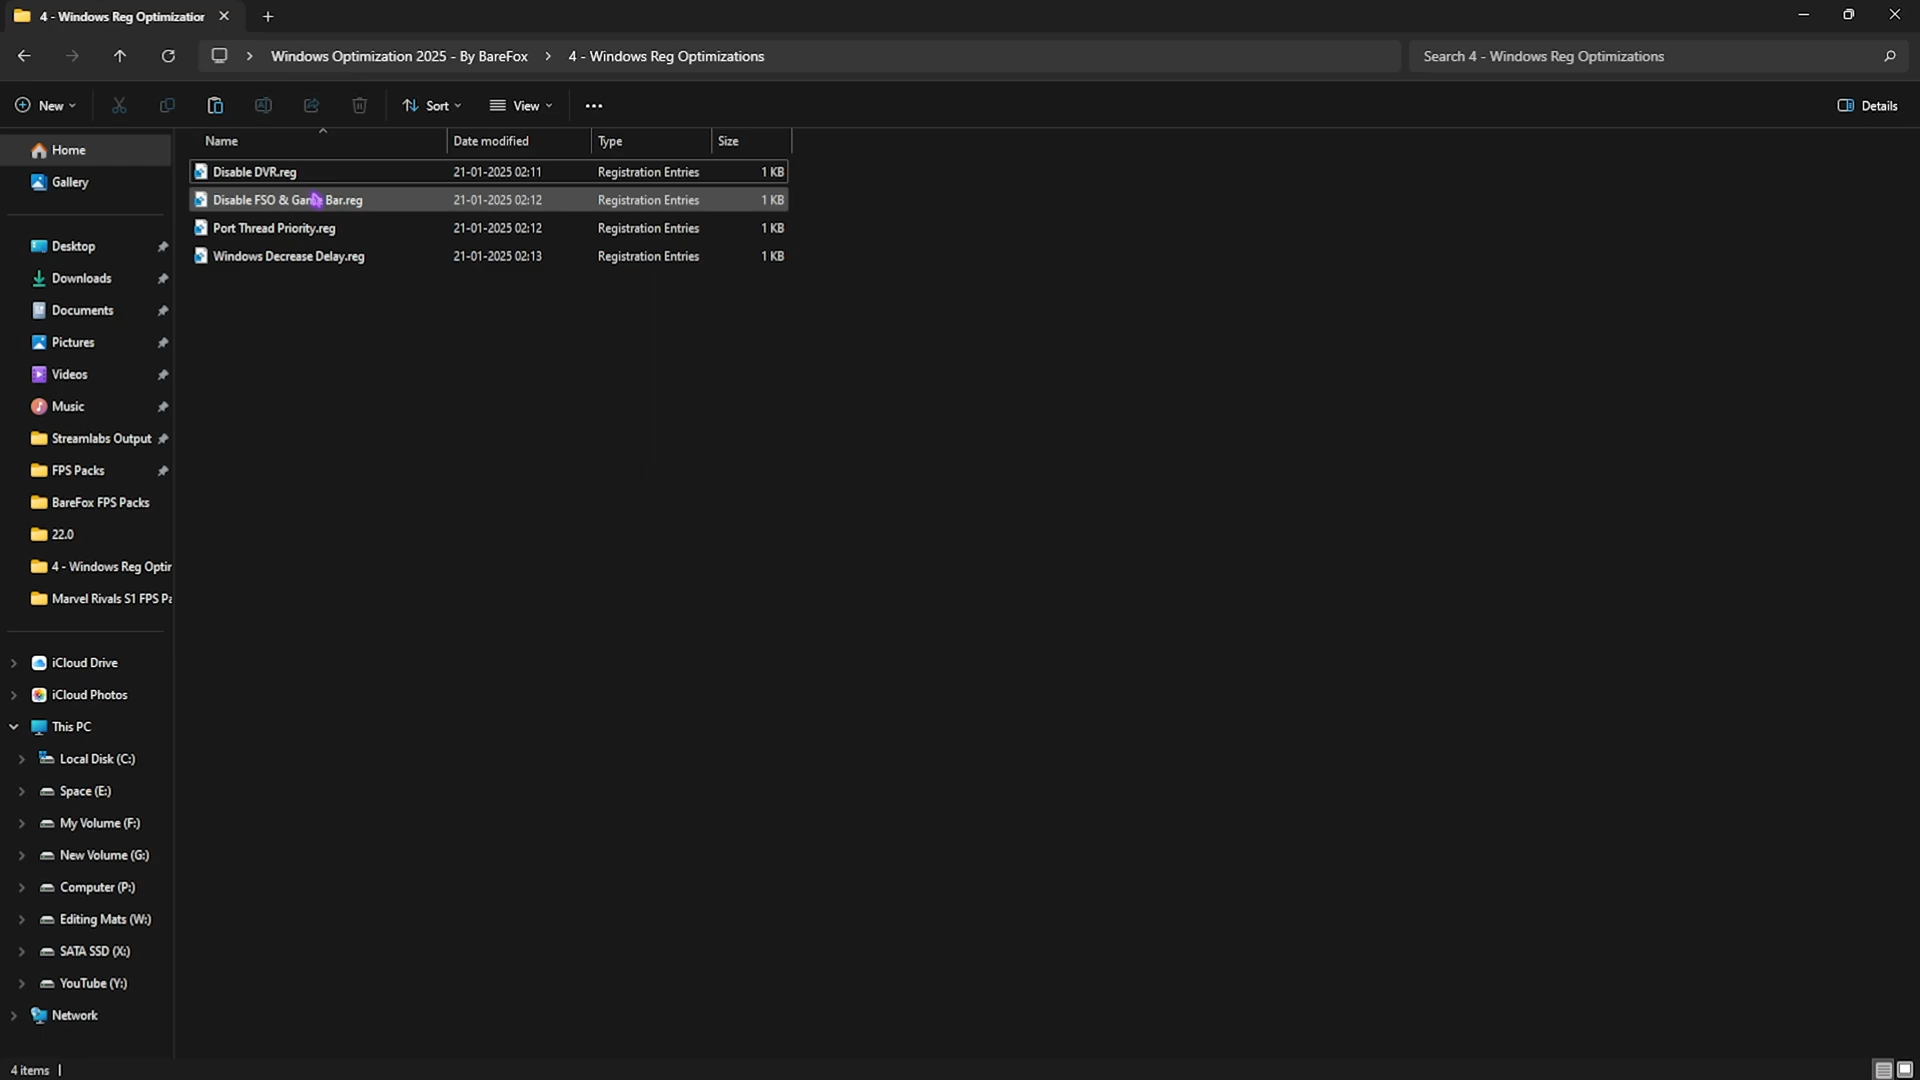 4 - Windows Reg Optimization
Windows Optimization 2025 - By BareFox > 4 - Windows Reg Optimizations
Search 4 - Windows Reg Optimizations
New
Sort
View
Details
Name Date modified Type Size
Home
Gallery
Disable DVR.reg 21-01-2025 02:11 Registration Entries 1 KB
Disable FSO & Game Bar.reg 21-01-2025 02:12 Registration Entries 1 KB
Port Thread Priority.reg 21-01-2025 02:12 Registration Entries 1 KB
Windows Decrease Delay.reg 21-01-2025 02:13 Registration Entries 1 KB
Desktop
Downloads
Documents
Pictures
Videos
Music
Streamlabs Output
FPS Packs
BareFox FPS Packs
22.0
4 - Windows Reg Optir
Marvel Rivals S1 FPS Pa
iCloud Drive
iCloud Photos
This PC
Local Disk (C:)
Space (E:)
My Volume (F:)
New Volume (G:)
Computer (P:)
Editing Mats (W:)
SATA SSD (X:)
YouTube (Y:)
Network
4 items